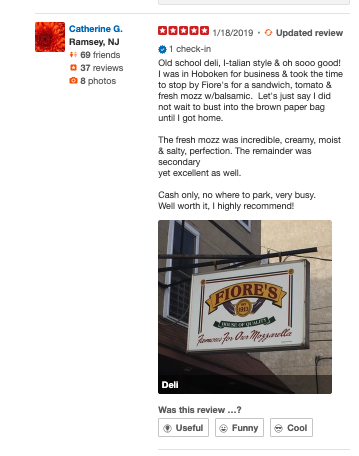 Catherine G.
Ramsey, NJ
69 friends
37 reviews
8 photos
1/18/2019 • Updated review
1 check-in
Old school deli, I-talian style & oh sooo good!
I was in Hoboken for business & took the time
to stop by Fiore's for a sandwich, tomato &
fresh mozz w/balsamic.  Let's just say I did
not wait to bust into the brown paper bag
until I got home.
The fresh mozz was incredible, creamy, moist
& salty, perfection. The remainder was
secondary
yet excellent as well.
Cash only, no where to park, very busy.
Well worth it, I highly recommend!
FIORE'S
HOUSE OF QUALITY
Famous For Our Mozzarella
Deli
Was this review ...?
Useful
Funny
Cool